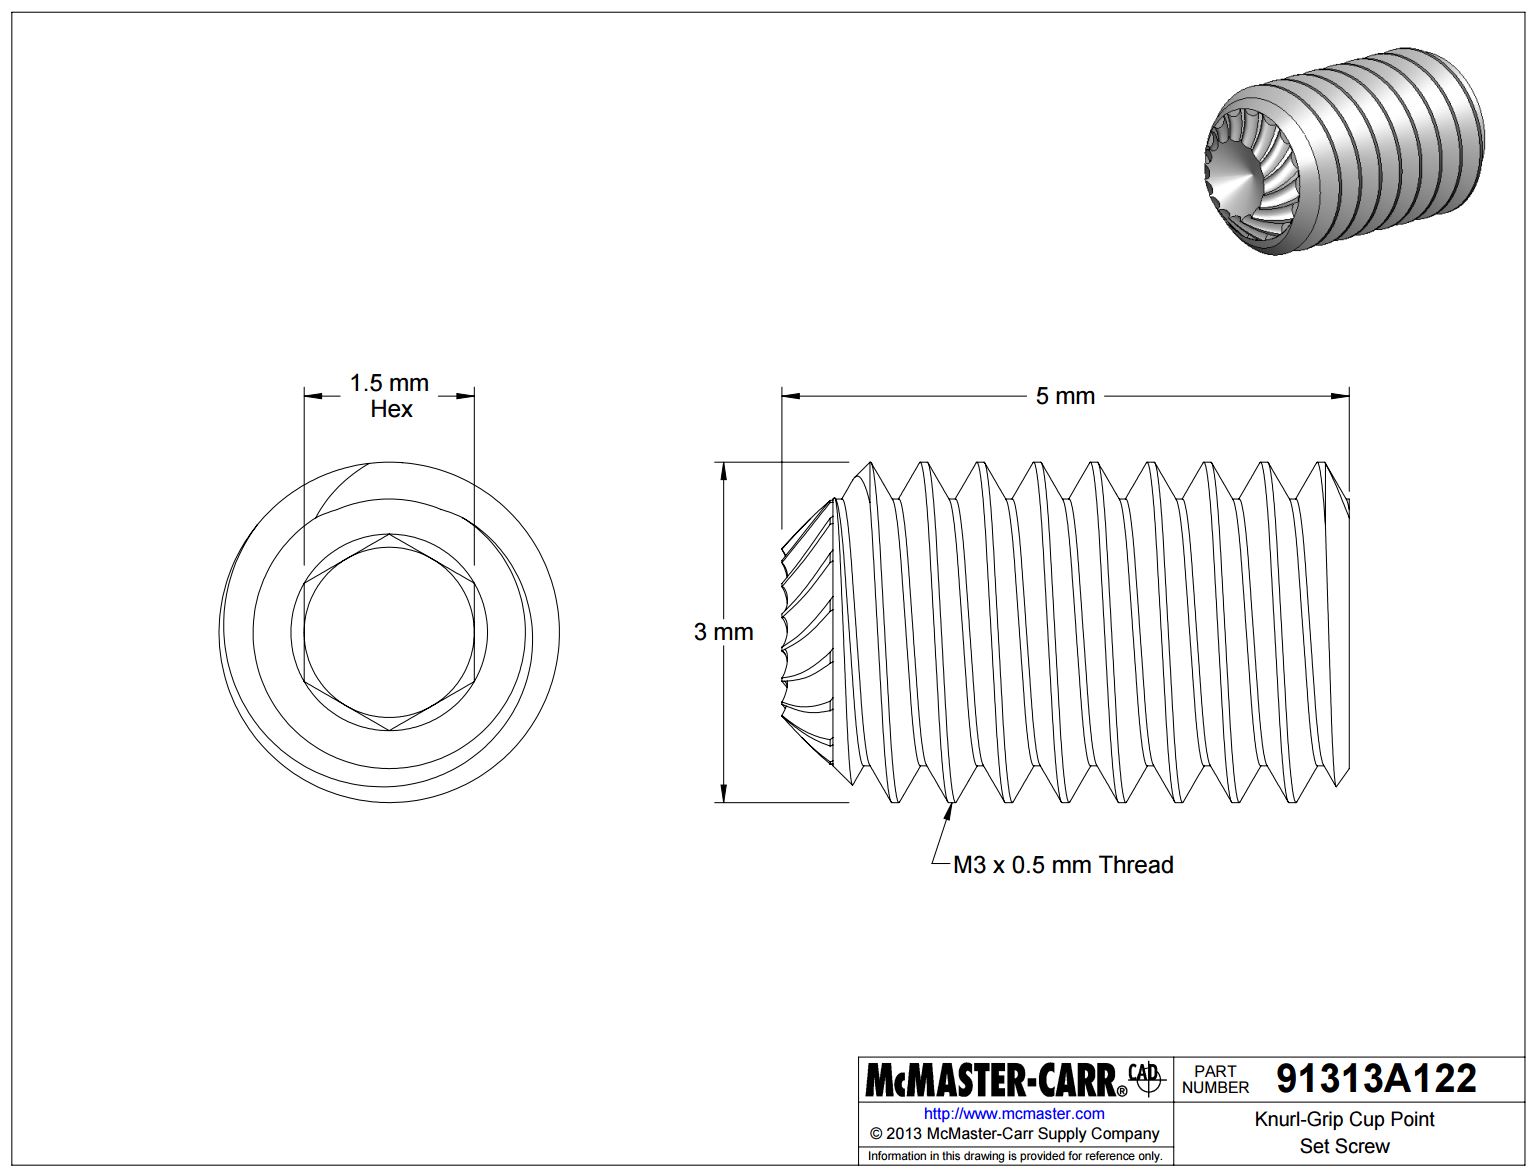 1.5 mm
Hex
5 mm
3 mm
M3 x 0.5 mm Thread
McMASTER-CARR® CAD
PART
NUMBER
91313A122
http://www.mcmaster.com
© 2013 McMaster-Carr Supply Company
Information in this drawing is provided for reference only.
Knurl-Grip Cup Point
Set Screw